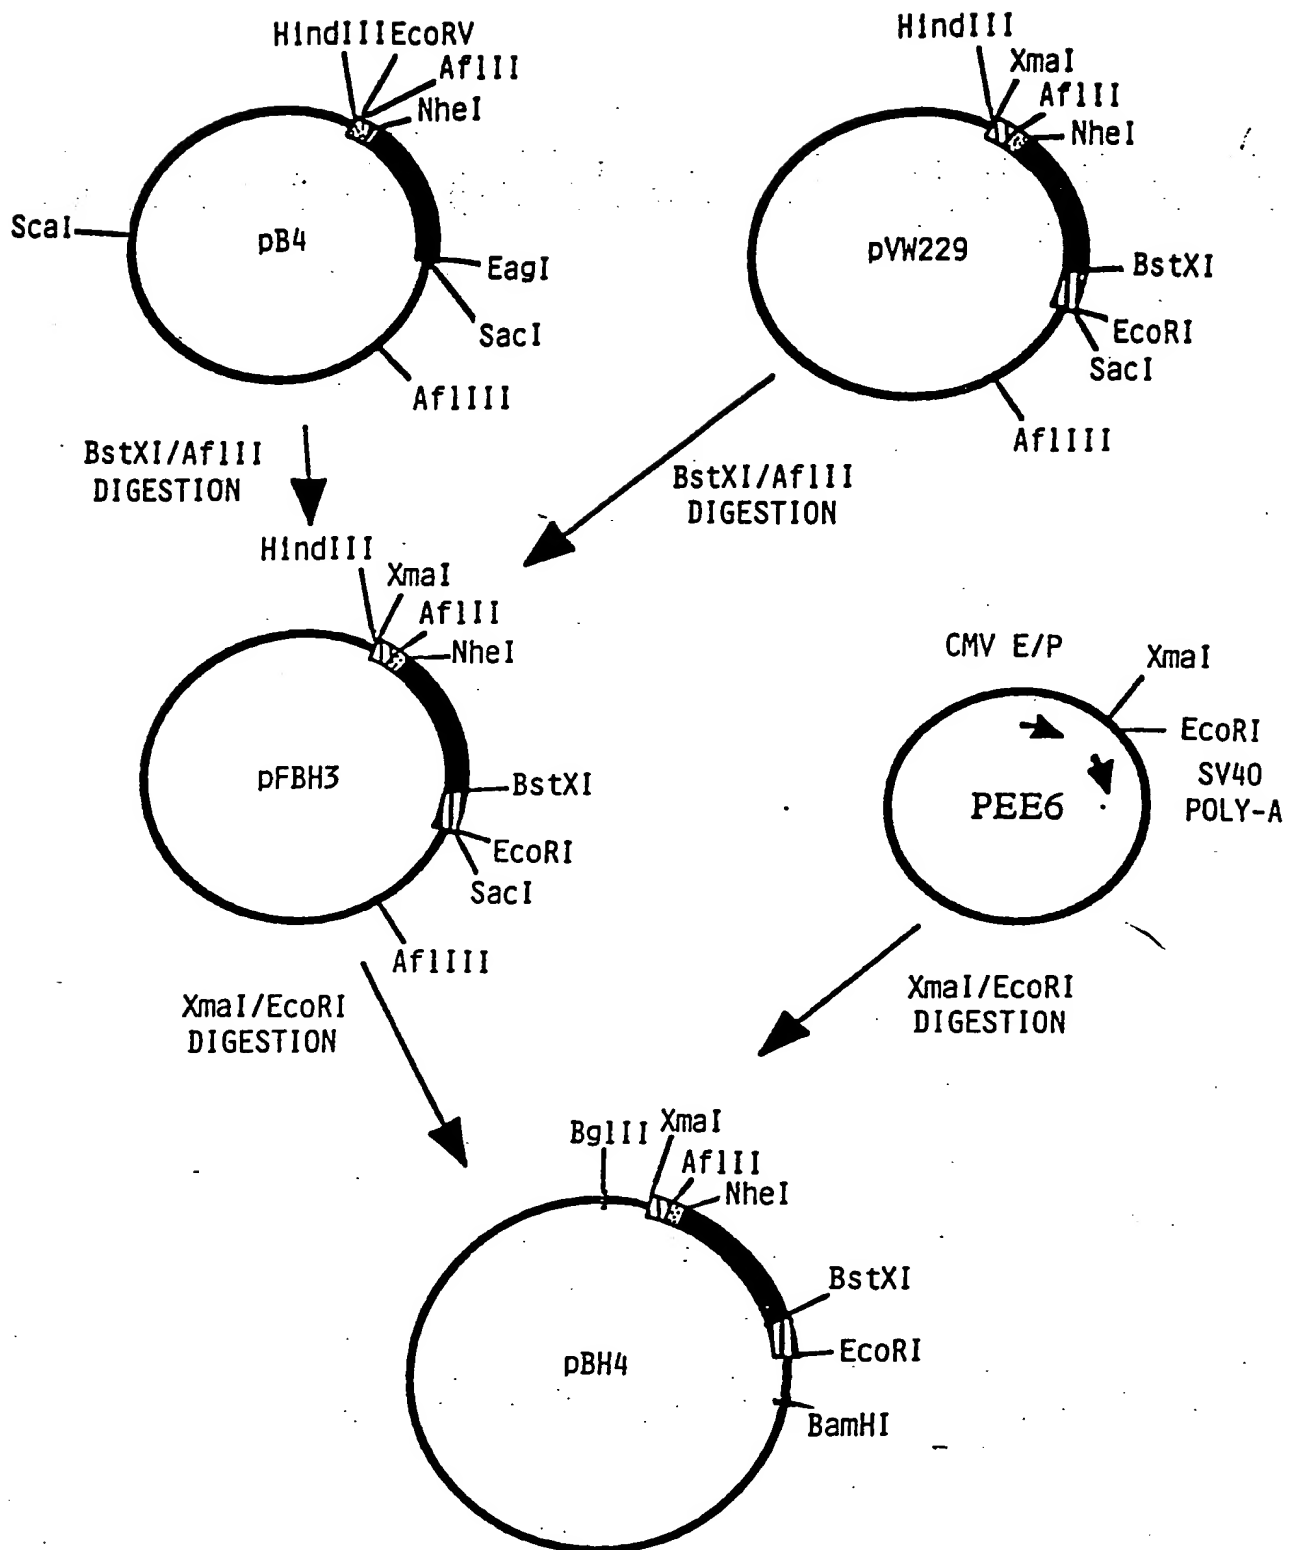 HindIII EcoRV
AflII
NheI
ScaI
pB4
EagI
SacI
AflIII
HindIII
XmaI
AflII
NheI
pVW229
BstXI
EcoRI
SacI
AflIII
BstXI/AflII
DIGESTION
BstXI/AflII
DIGESTION
HindIII
XmaI
AflII
NheI
pFBH3
BstXI
EcoRI
SacI
AflIII
CMV E/P
XmaI
EcoRI
SV40
POLY-A
PEE6
XmaI/EcoRI
DIGESTION
XmaI/EcoRI
DIGESTION
BglII
XmaI
AflII
NheI
BstXI
EcoRI
pBH4
BamHI